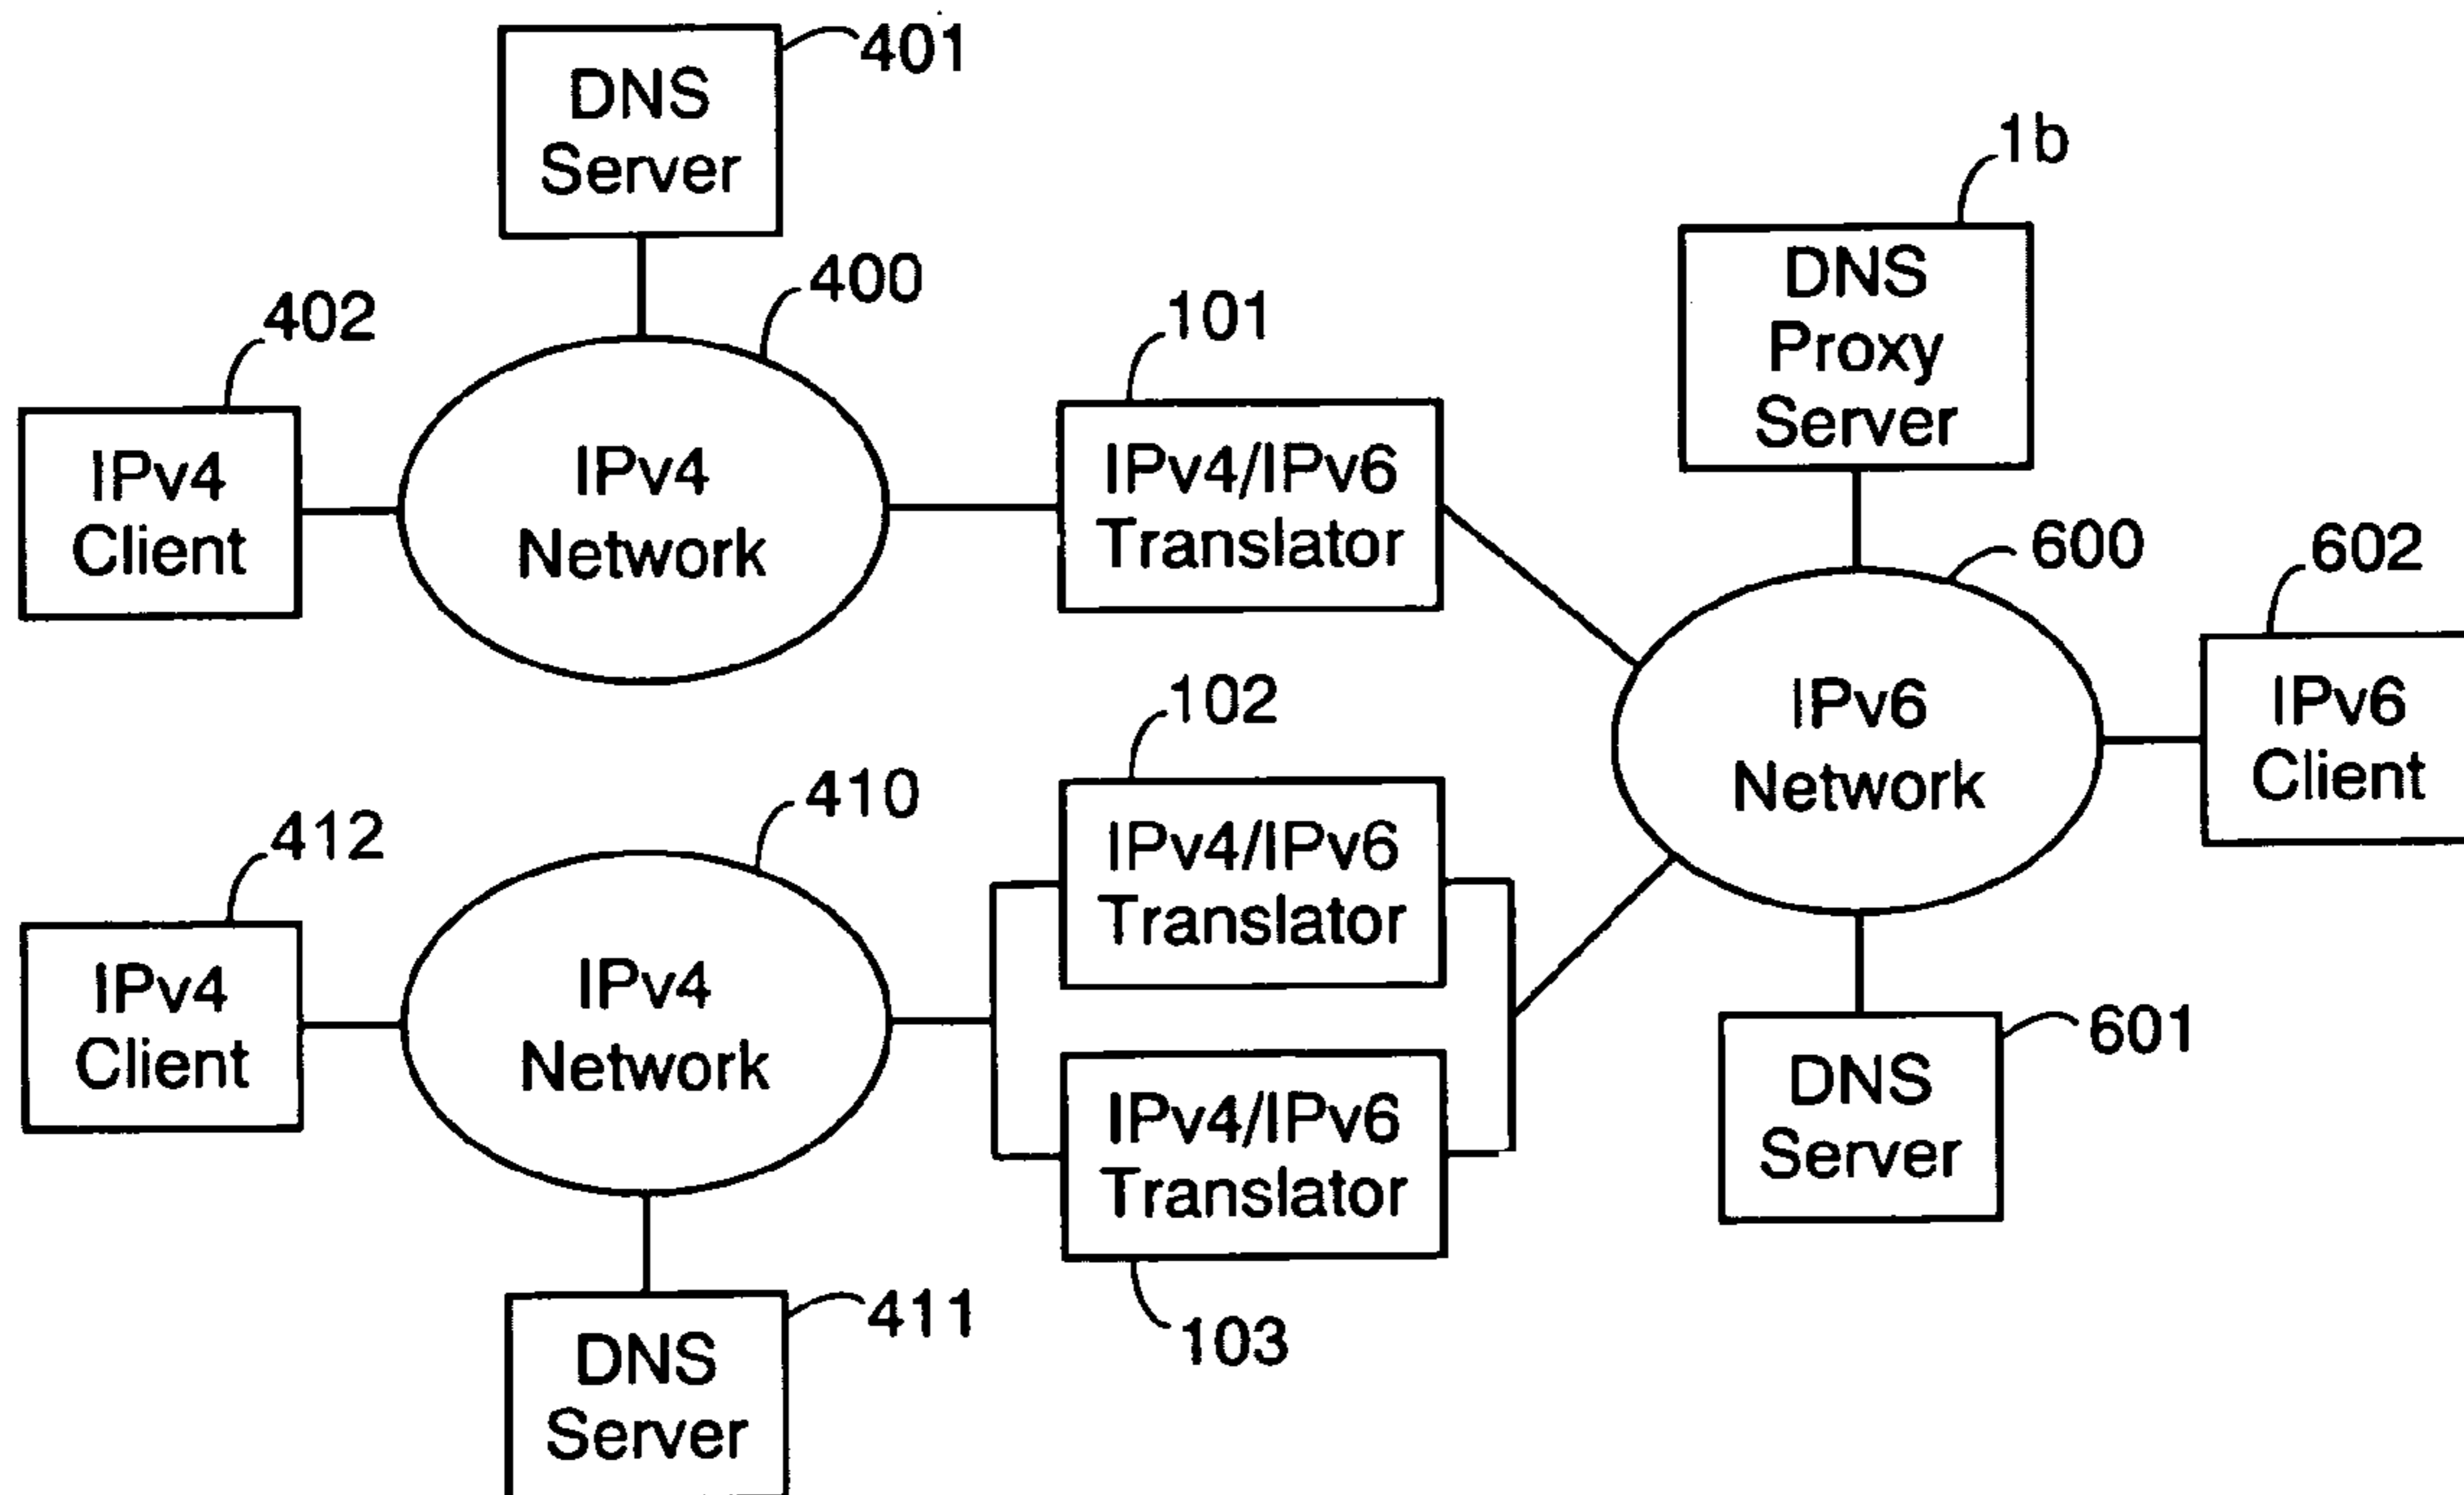 401
DNS
Server
1b
400
402
101
DNS
Proxy
Server
IPv4
Client
IPv4
Network
IPv4/IPv6
Translator
600
602
102
IPv6
Network
IPv6
Client
410
412
IPv4/IPv6
Translator
IPv4
Client
IPv4
Network
601
DNS
Server
IPv4/IPv6
Translator
411
103
DNS
Server